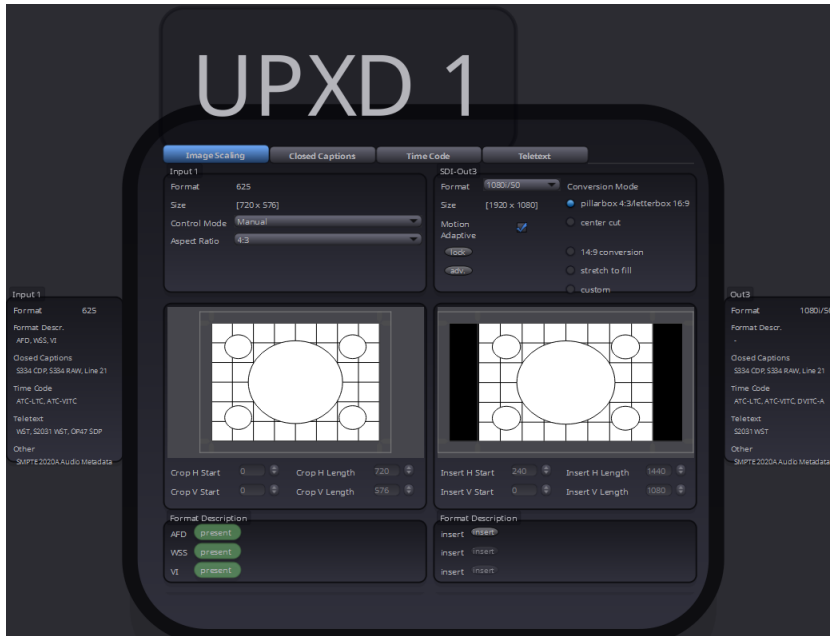 UPXD 1
Image Scaling Closed Captions Time Code Teletext
Input 1
Format 625
Size [720 x 576]
Control Mode Manual
Aspect Ratio 4:3
SDI-Out3
Format 1080i/50 Conversion Mode
Size [1920 x 1080] pillarbox 4:3/letterbox 16:9
Motion Adaptive center cut
lock 14:9 conversion
adv. stretch to fill
custom
Input 1
Format 625
Format Descr.
AFD, WSS, VI
Closed Captions
S334 CDP, S334 RAW, Line 21
Time Code
ATC-LTC, ATC-VITC
Teletext
WST, S2031 WST, OP47 SDP
Other
SMPTE 2020A Audio Metadata
Crop H Start 0 Crop H Length 720
Crop V Start 0 Crop V Length 576
Insert H Start 240 Insert H Length 1440
Insert V Start 0 Insert V Length 1080
Format Description
AFD present
WSS present
VI present
Format Description
insert insert
insert insert
insert insert
Out3
Format 1080i/50
Format Descr.
-
Closed Captions
S334 CDP, S334 RAW, Line 21
Time Code
ATC-LTC, ATC-VITC, DVITC-A
Teletext
S2031 WST
Other
SMPTE 2020A Audio Metadata